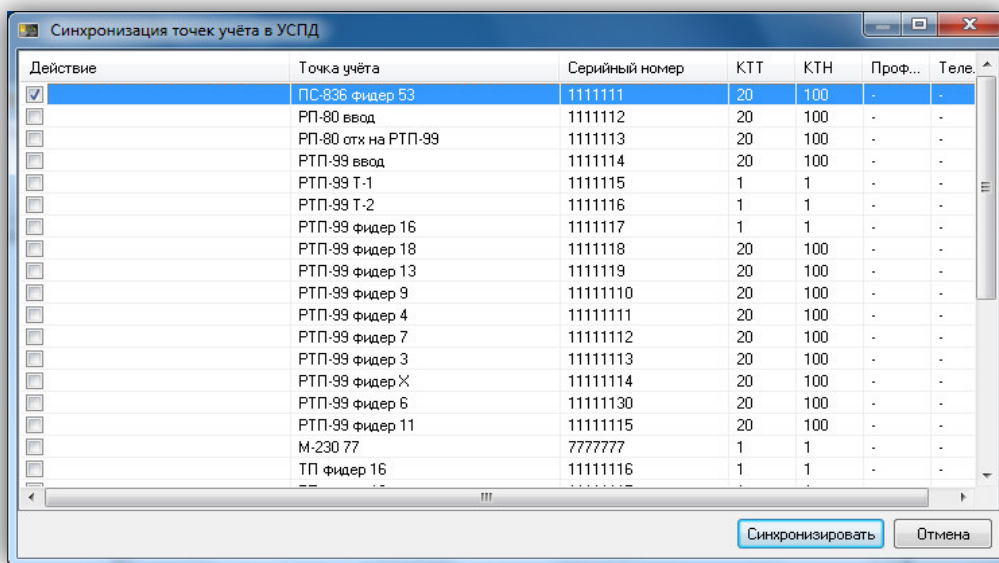 Синхронизация точек учёта в УСПД
Действие Точка учёта Серийный номер КТТ КТН Проф... Теле.
ПС-836 фидер 53 1111111 20 100 - -
РП-80 ввод 1111112 20 100 - -
РП-80 отх на РТП-99 1111113 20 100 - -
РТП-99 ввод 1111114 20 100 - -
РТП-99 Т-1 1111115 1 1 - -
РТП-99 Т-2 1111116 1 1 - -
РТП-99 фидер 16 1111117 1 1 - -
РТП-99 фидер 18 1111118 20 100 - -
РТП-99 фидер 13 1111119 20 100 - -
РТП-99 фидер 9 11111110 20 100 - -
РТП-99 фидер 4 11111111 20 100 - -
РТП-99 фидер 7 11111112 20 100 - -
РТП-99 фидер 3 11111113 20 100 - -
РТП-99 фидер Х 11111114 20 100 - -
РТП-99 фидер 6 11111130 20 100 - -
РТП-99 фидер 11 11111115 20 100 - -
М-230 77 7777777 1 1 - -
ТП фидер 16 11111116 1 1 - -
Синхронизировать Отмена